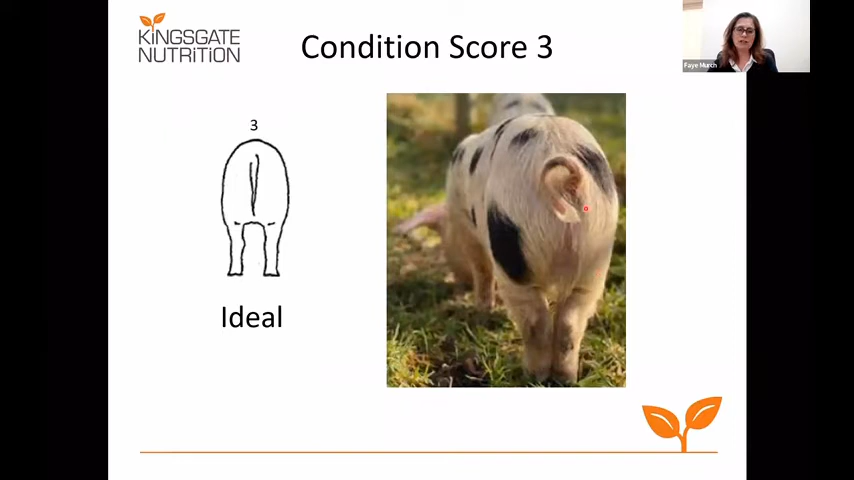 KINGSGATE
NUTRITION
Condition Score 3
Faye Murch
3
Ideal